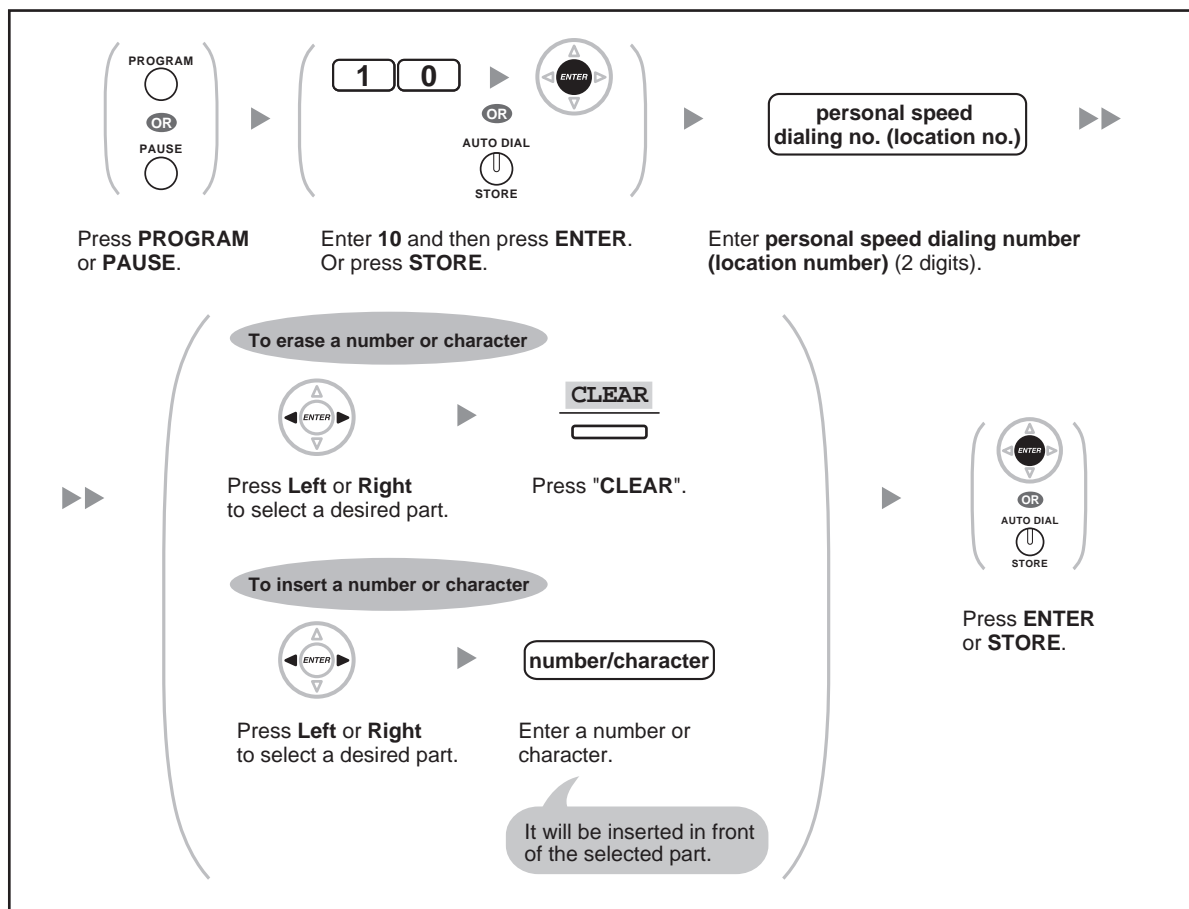 PROGRAM
OR
PAUSE
1 0
ENTER
OR
AUTO DIAL
STORE
personal speed
dialing no. (location no.)
Press PROGRAM
or PAUSE.
Enter 10 and then press ENTER.
Or press STORE.
Enter personal speed dialing number
(location number) (2 digits).
To erase a number or character
ENTER
CLEAR
Press Left or Right
to select a desired part.
Press "CLEAR".
To insert a number or character
ENTER
number/character
Press Left or Right
to select a desired part.
Enter a number or
character.
It will be inserted in front
of the selected part.
ENTER
OR
AUTO DIAL
STORE
Press ENTER
or STORE.